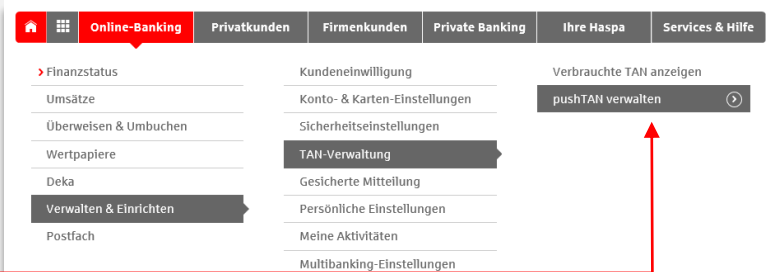 Online-Banking Privatkunden Firmenkunden Private Banking Ihre Haspa Services & Hilfe
Finanzstatus
Umsätze
Überweisen & Umbuchen
Wertpapiere
Deka
Verwalten & Einrichten
Postfach
Kundeneinwilligung
Konto- & Karten-Einstellungen
Sicherheitseinstellungen
TAN-Verwaltung
Gesicherte Mitteilung
Persönliche Einstellungen
Meine Aktivitäten
Multibanking-Einstellungen
Verbrauchte TAN anzeigen
pushTAN verwalten